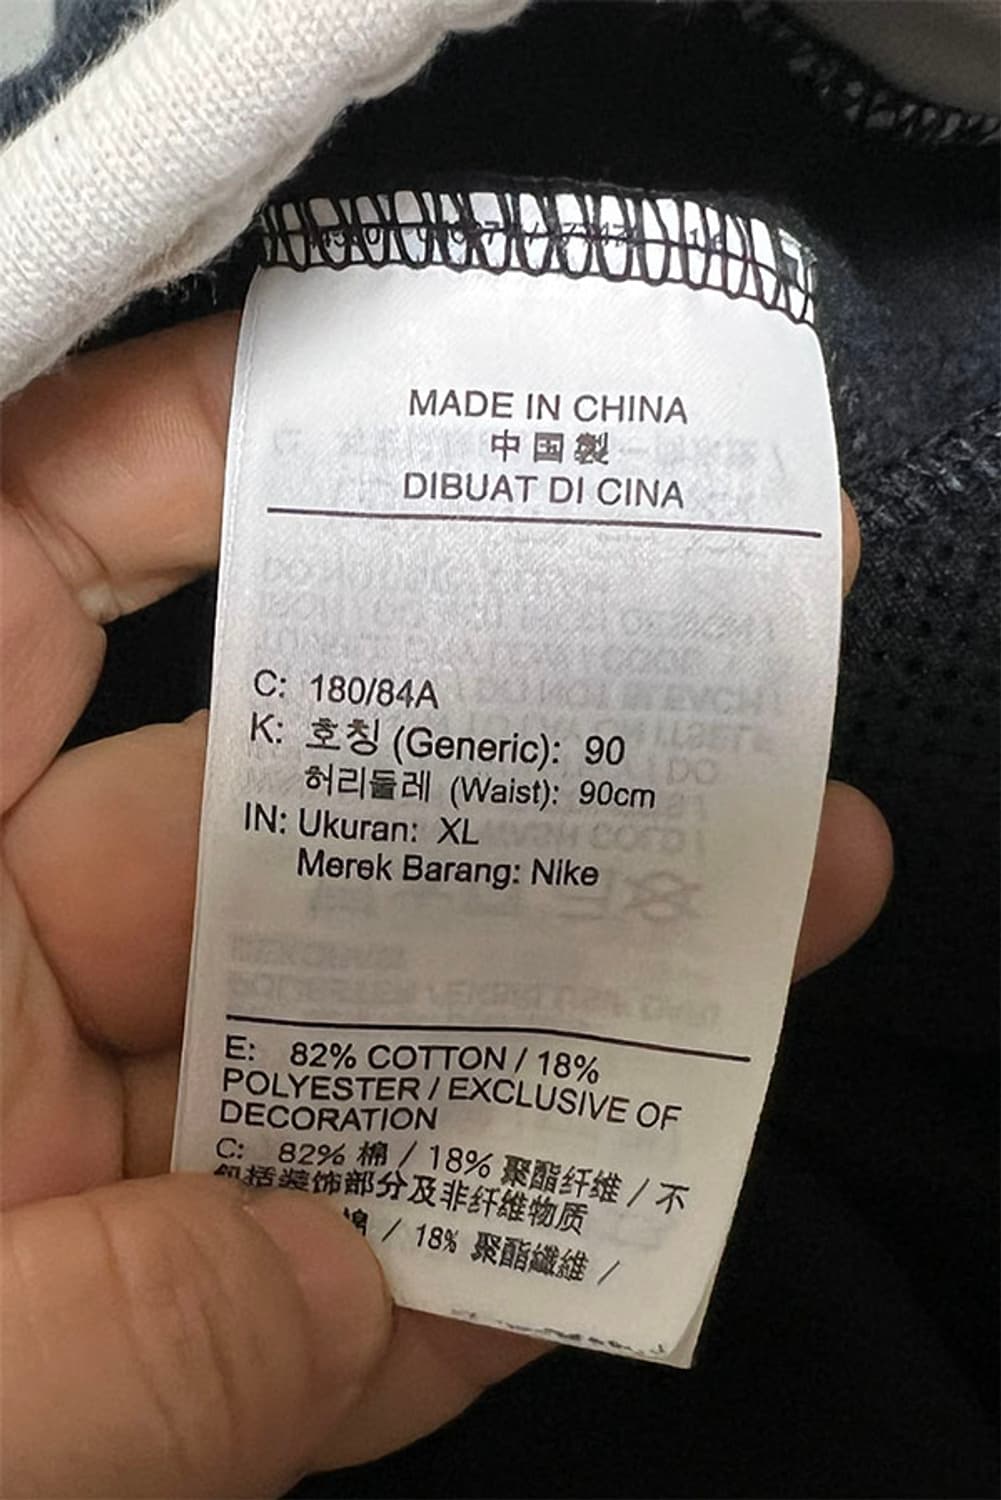 MADE IN CHINA
中国製
DIBUAT DI CINA
C: 180/84A
K: 호칭 (Generic): 90
허리둘레 (Waist): 90cm
IN: Ukuran: XL
Merek Barang: Nike
E: 82% COTTON / 18%
POLYESTER / EXCLUSIVE OF
DECORATION
C: 82% 棉 / 18% 聚酯纤维 / 不
包括装饰部分及非纤维物质
棉 / 18% 聚酯纖維 /